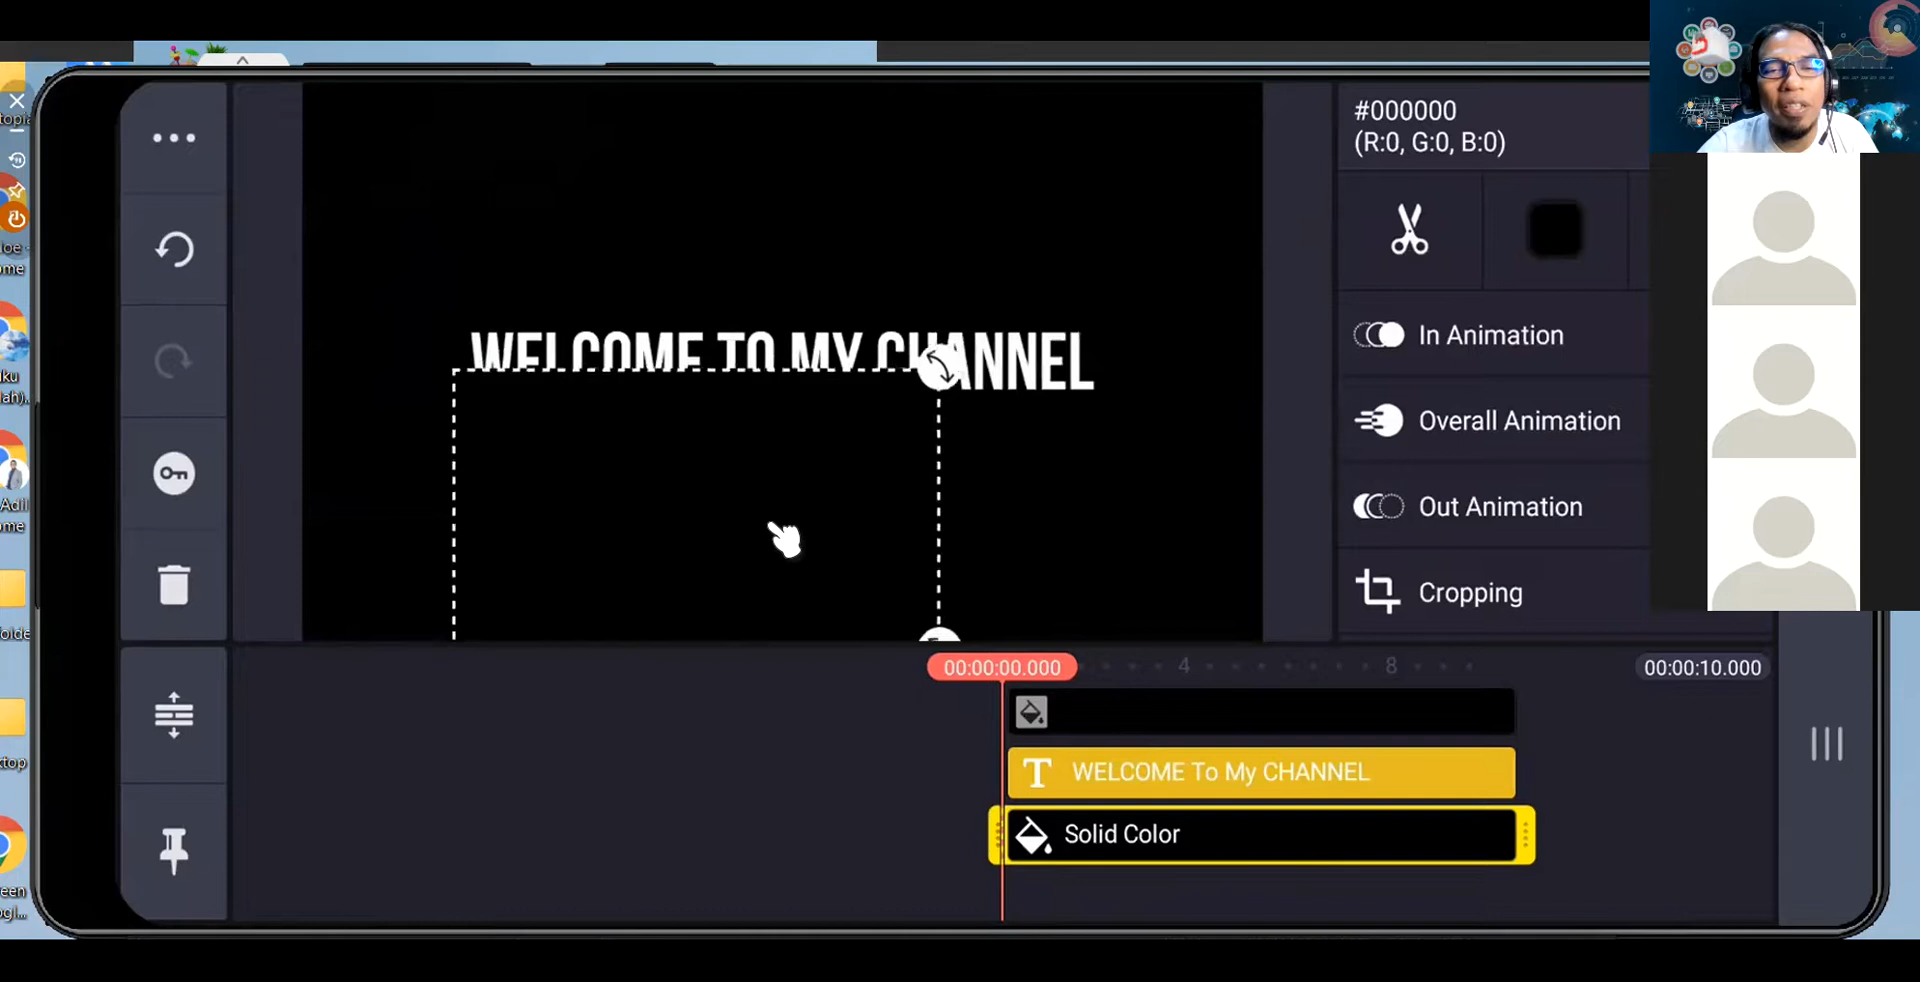 #000000
(R:0, G:0, B:0)
WELCOME TO MY CHANNEL
In Animation
Overall Animation
Out Animation
Cropping
00:00:00.000
4
8
00:00:10.000
T WELCOME To My CHANNEL
Solid Color